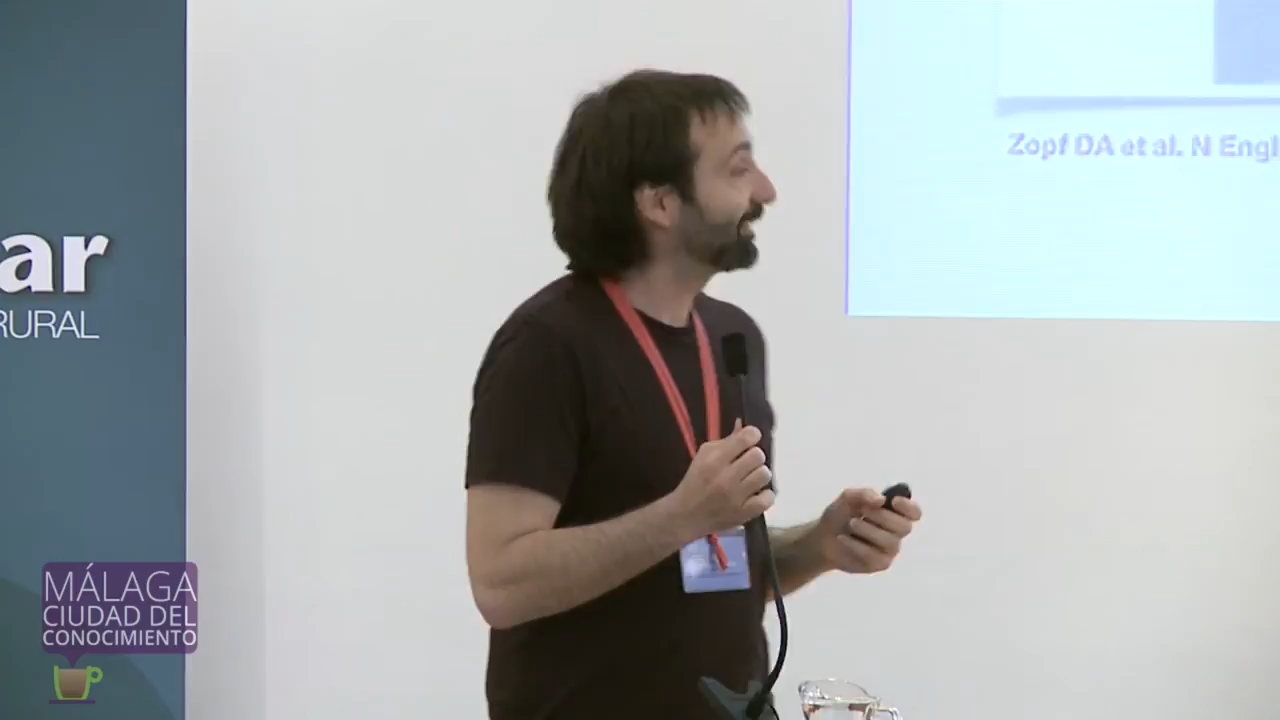 ar
RURAL
Zopf DA et al. N Engl
MÁLAGA
CIUDAD DEL
CONOCIMIENTO